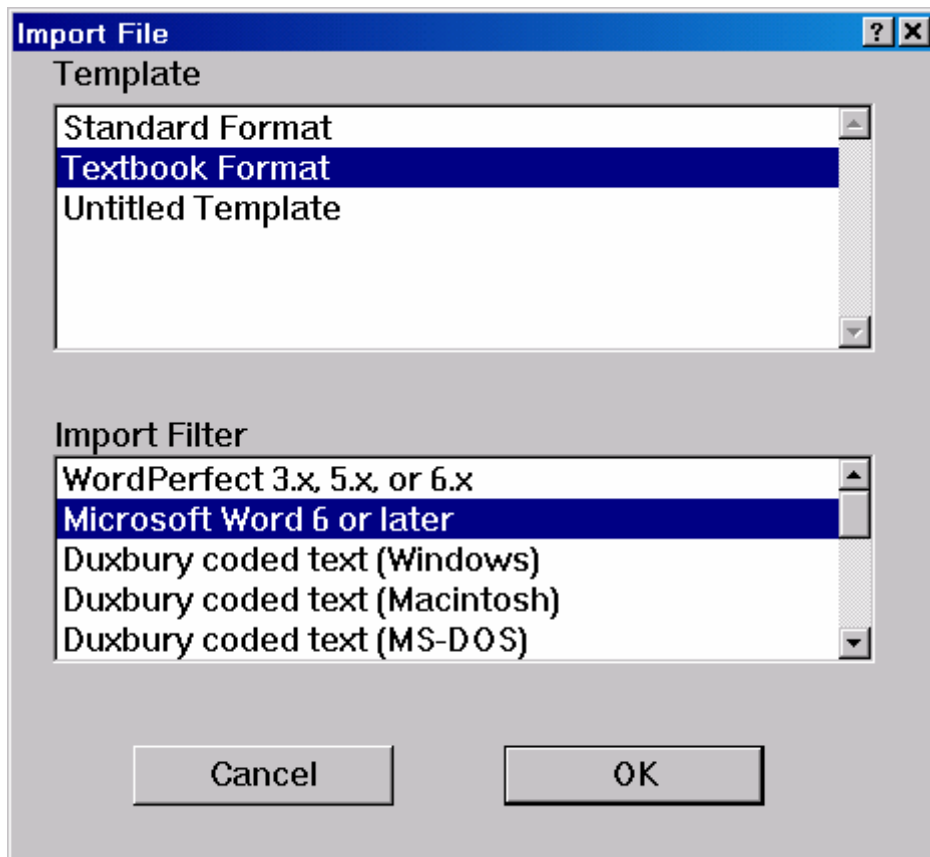 Import File
Template
Standard Format
Textbook Format
Untitled Template
Import Filter
WordPerfect 3.x, 5.x, or 6.x
Microsoft Word 6 or later
Duxbury coded text (Windows)
Duxbury coded text (Macintosh)
Duxbury coded text (MS-DOS)
Cancel OK